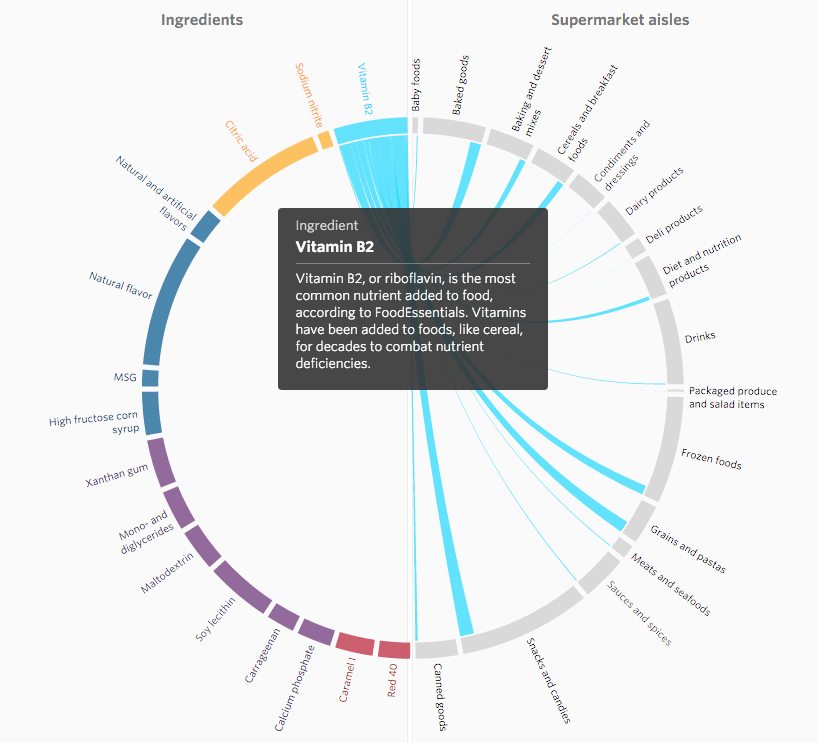 Ingredients
Supermarket aisles
Vitamin B2
Sodium nitrite
Citric acid
Natural and artificial
flavors
Natural flavor
MSG
High fructose corn
syrup
Xanthan gum
Mono- and
diglycerides
Maltodextrin
Soy lecithin
Carrageenan
Calcium phosphate
Caramel I
Red 40
Baby foods
Baked goods
Baking and dessert
mixes
Cereals and breakfast
foods
Condiments and
dressings
Dairy products
Deli products
Diet and nutrition
products
Drinks
Packaged produce
and salad items
Frozen foods
Grains and pastas
Meats and seafoods
Sauces and spices
Snacks and candies
Canned goods
Ingredient
Vitamin B2
Vitamin B2, or riboflavin, is the most
common nutrient added to food,
according to FoodEssentials. Vitamins
have been added to foods, like cereal,
for decades to combat nutrient
deficiencies.